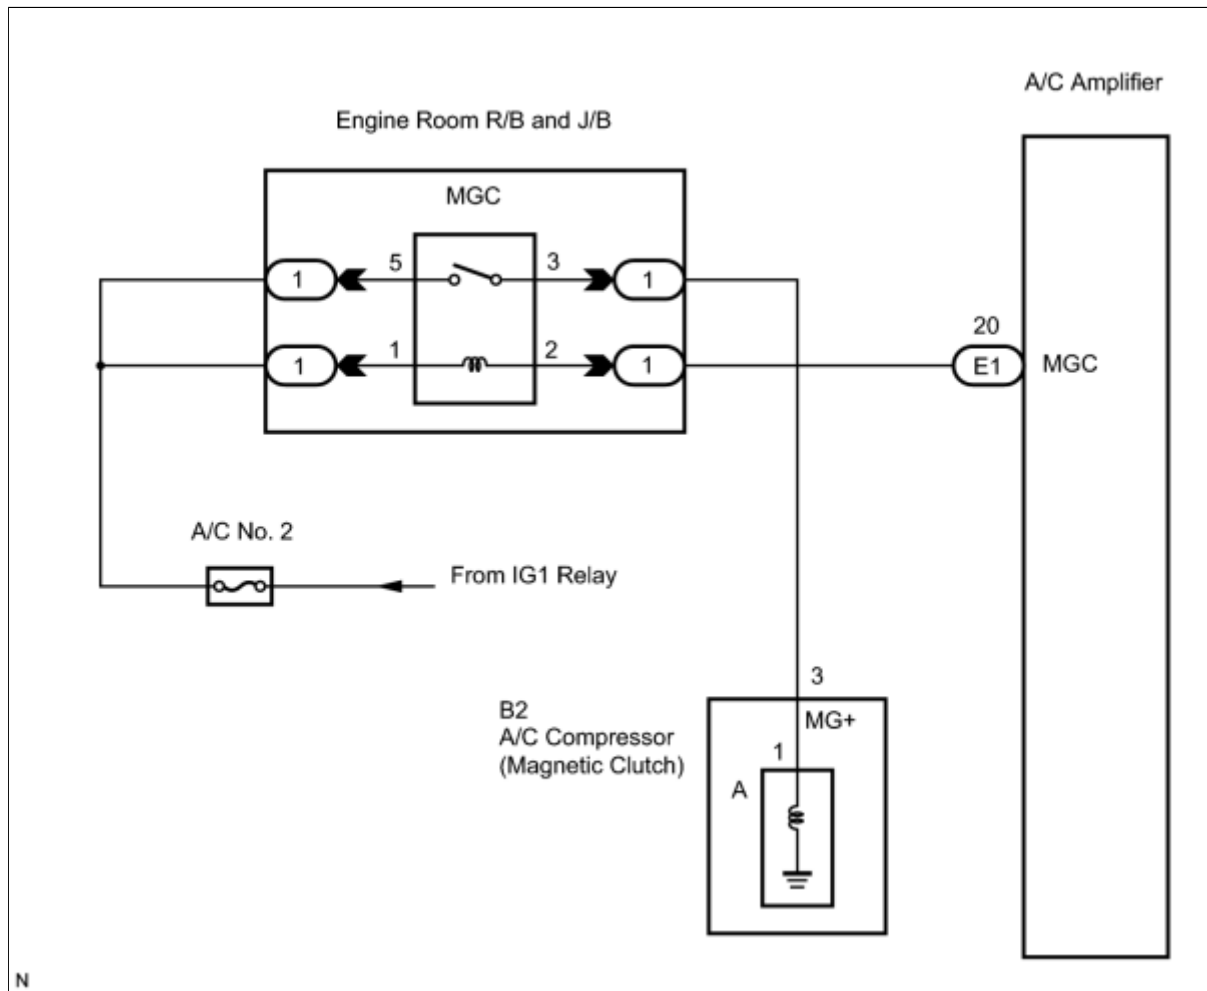 A/C Amplifier
Engine Room R/B and J/B
MGC
1
5
3
1
1
1
2
1
20
E1
MGC
A/C No. 2
From IG1 Relay
3
B2
A/C Compressor
(Magnetic Clutch)
MG+
1
A
N